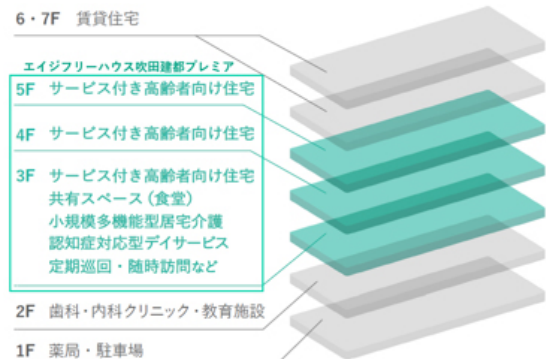 6・7F 賃貸住宅
エイジフリーハウス吹田健都プレミア
5F サービス付き高齢者向け住宅
4F サービス付き高齢者向け住宅
3F サービス付き高齢者向け住宅
共有スペース（食堂）
小規模多機能型居宅介護
認知症対応型デイサービス
定期巡回・随時訪問など
2F 歯科・内科クリニック・教育施設
1F 薬局・駐車場